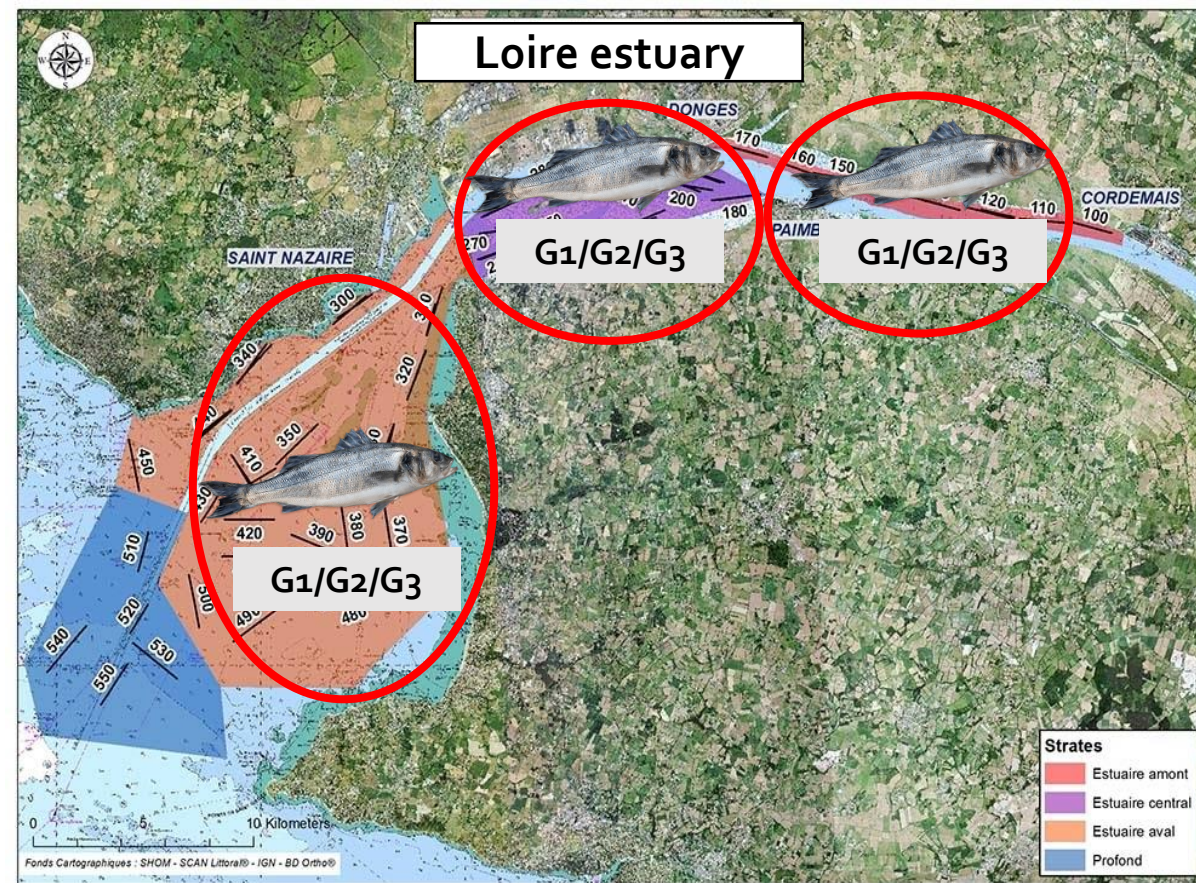 Loire estuary
N
W
E
S
DONGES
170
160
150
200
180
120
110
100
CORDEMAIS
270
G1/G2/G3
G1/G2/G3
SAINT NAZAIRE
300
320
340
350
410
450
420
390
380
370
510
500
490
480
G1/G2/G3
520
540
530
550
Strates
Estuaire amont
Estuaire central
Estuaire aval
Profond
0 5 10 Kilometers
Fonds Cartographiques : SHOM - SCAN Littoral® - IGN - BD Ortho®